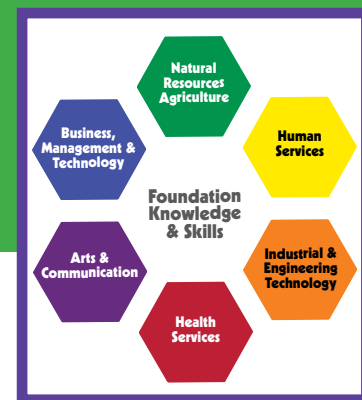 Natural
Resources
Agriculture
Business,
Management &
Technology
Human
Services
Foundation
Knowledge
& Skills
Arts &
Communication
Industrial &
Engineering
Technology
Health
Services